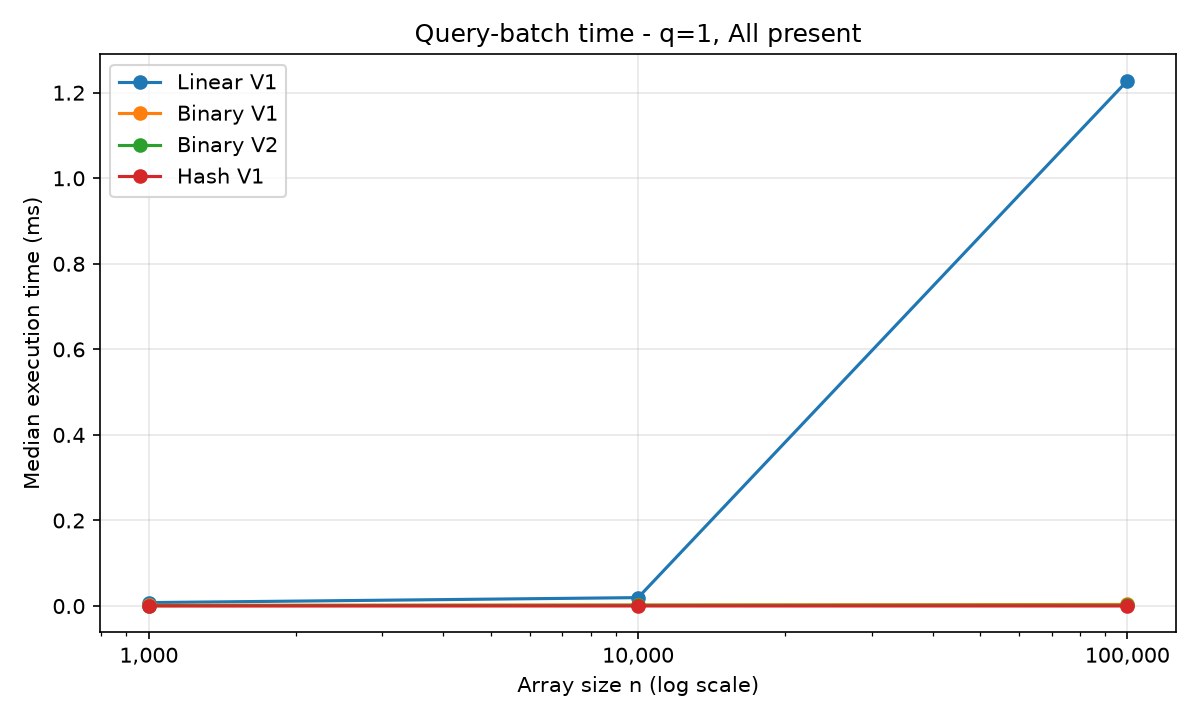 Query-batch time - q=1, All present
Linear V1
Binary V1
Binary V2
Hash V1
Median execution time (ms)
1.2
1.0
0.8
0.6
0.4
0.2
0.0
1,000
10,000
100,000
Array size n (log scale)